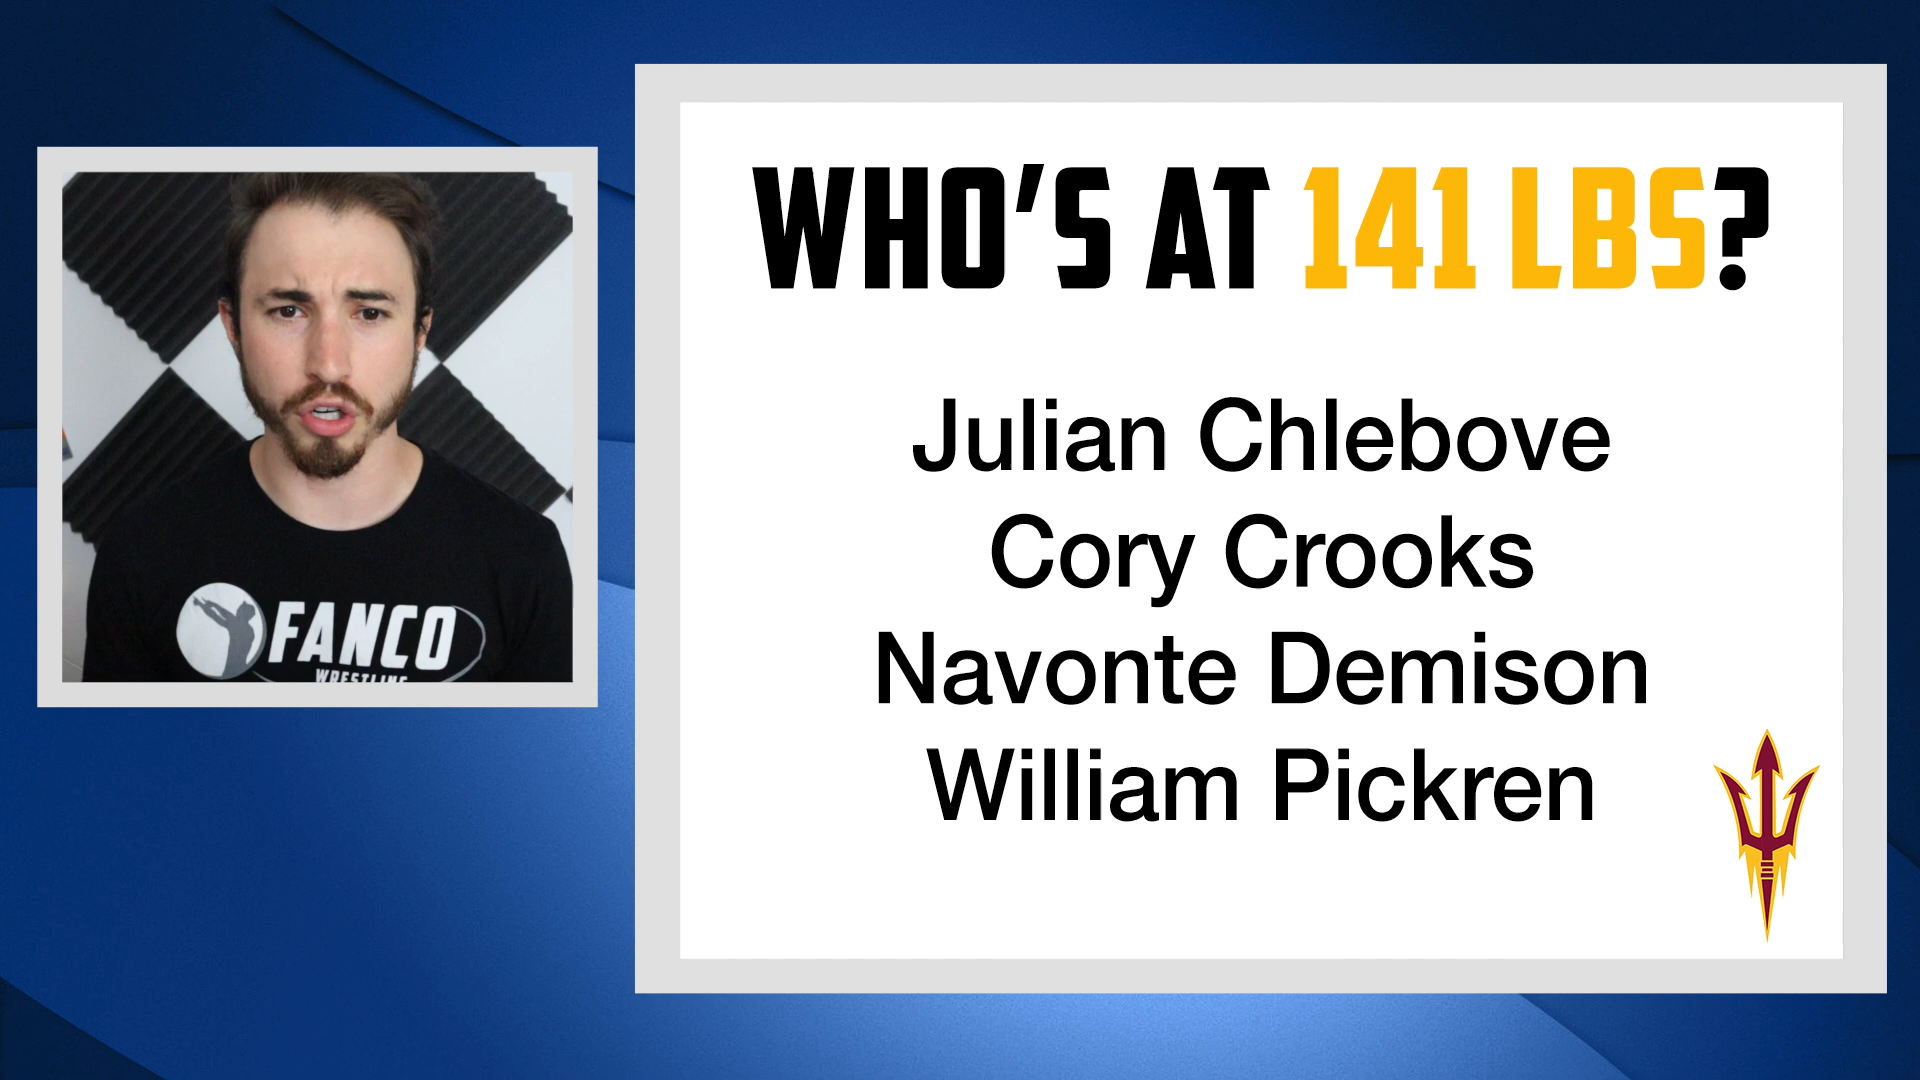 WHO'S AT 141 LBS?
Julian Chlebove
Cory Crooks
Navonte Demison
William Pickren
FANCO
WRESTLING